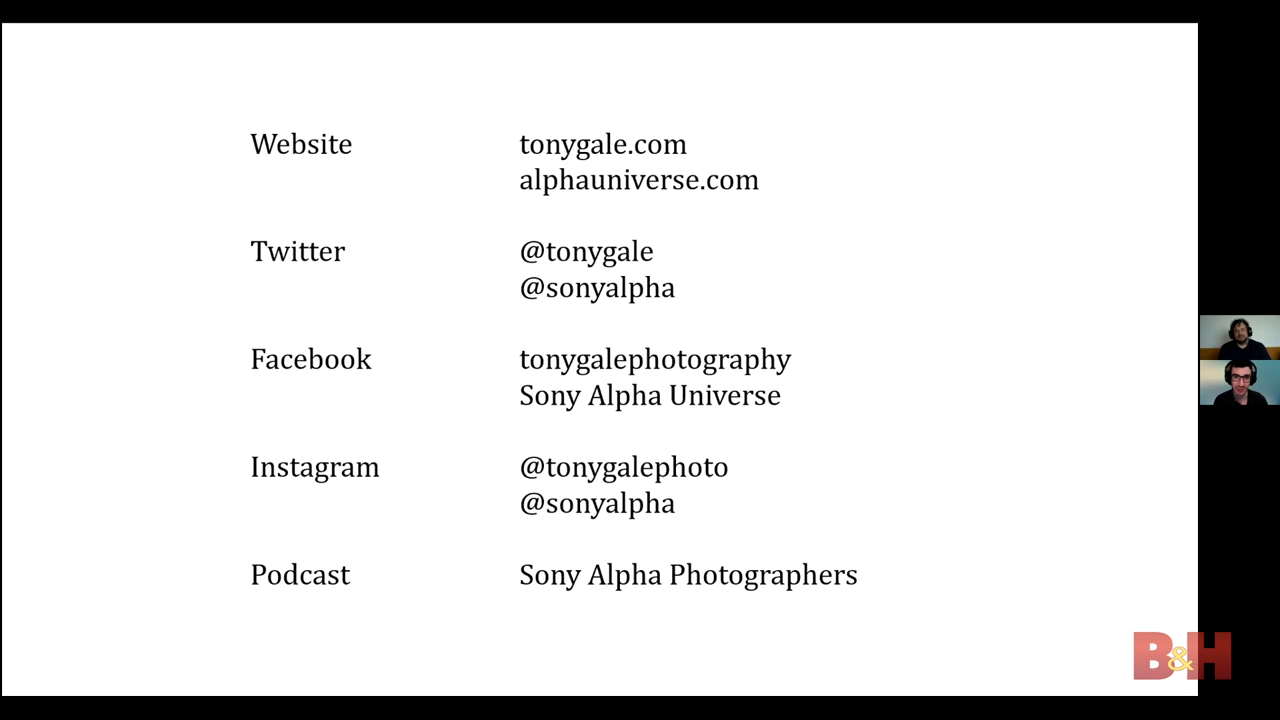 Website tonygale.com
alphauniverse.com
Twitter @tonygale
@sonyalpha
Facebook tonygalephotography
Sony Alpha Universe
Instagram @tonygalephoto
@sonyalpha
Podcast Sony Alpha Photographers
B&H